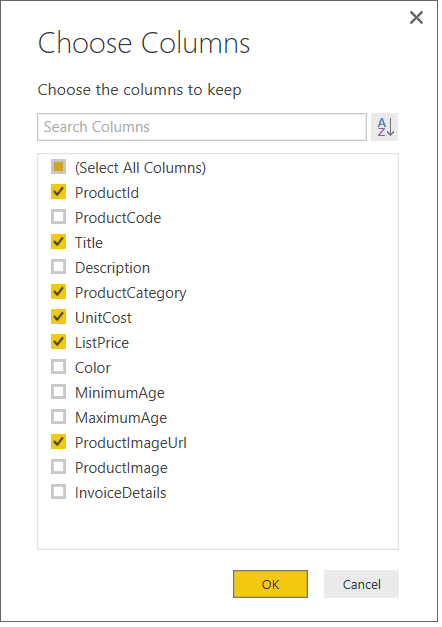 Choose Columns
Choose the columns to keep
Search Columns
A
Z
(Select All Columns)
ProductId
ProductCode
Title
Description
ProductCategory
UnitCost
ListPrice
Color
MinimumAge
MaximumAge
ProductImageUrl
ProductImage
InvoiceDetails
OK
Cancel